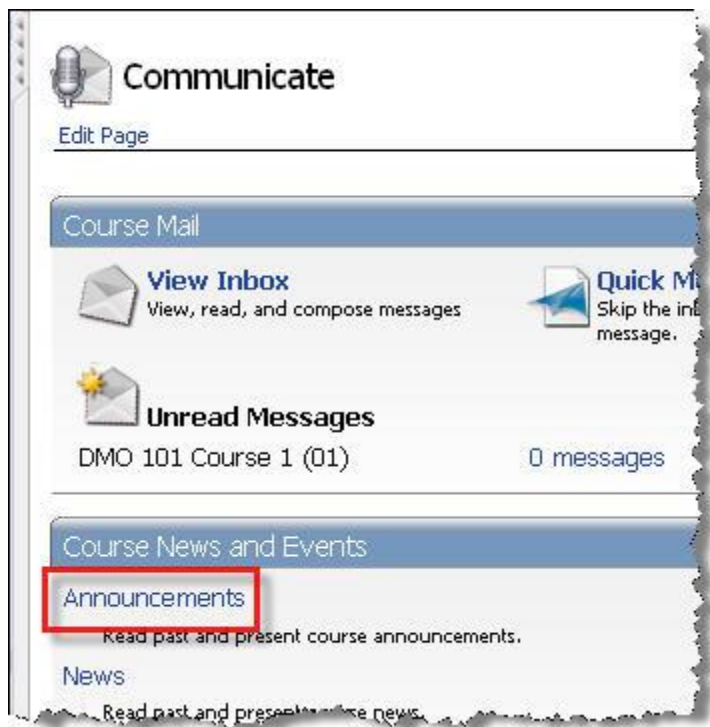 Communicate
Edit Page
Course Mail
View Inbox
View, read, and compose messages
Quick
Skip the
message.
Unread Messages
DMO 101 Course 1 (01)
0 messages
Course News and Events
Announcements
Read past and present course announcements.
News
Read past and present news.